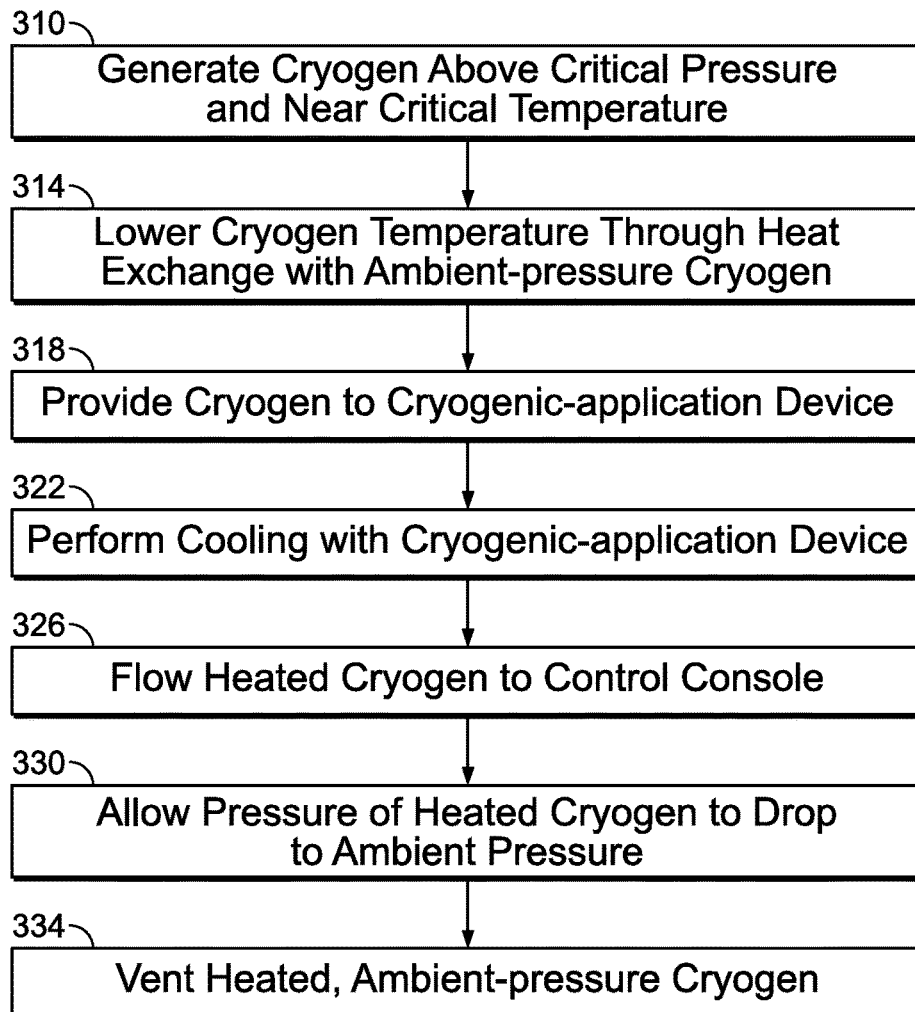 310
Generate Cryogen Above Critical Pressure
and Near Critical Temperature
314
Lower Cryogen Temperature Through Heat
Exchange with Ambient-pressure Cryogen
318
Provide Cryogen to Cryogenic-application Device
322
Perform Cooling with Cryogenic-application Device
326
Flow Heated Cryogen to Control Console
330
Allow Pressure of Heated Cryogen to Drop
to Ambient Pressure
334
Vent Heated, Ambient-pressure Cryogen